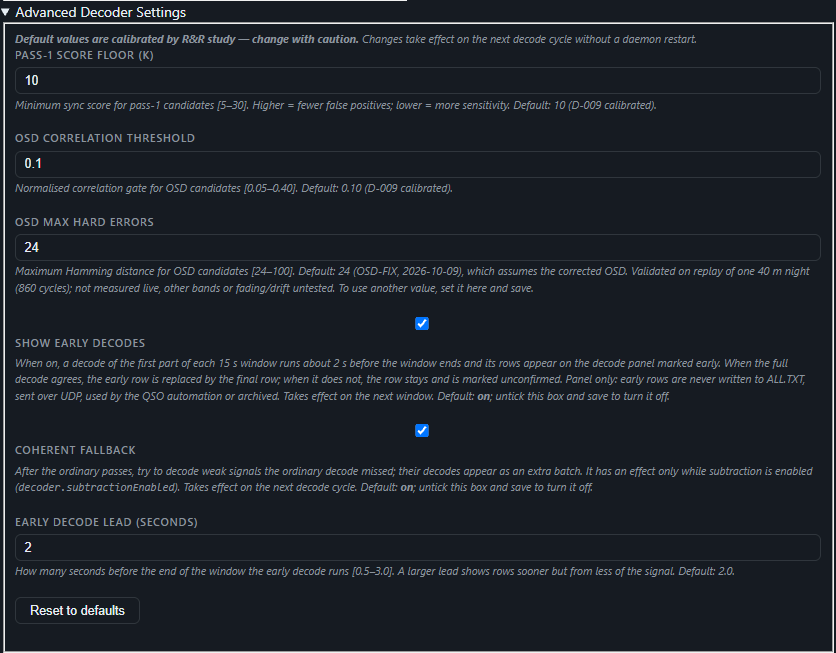 ▼ Advanced Decoder Settings
Default values are calibrated by R&R study — change with caution. Changes take effect on the next decode cycle without a daemon restart.
PASS-1 SCORE FLOOR (K)
10
Minimum sync score for pass-1 candidates [5–30]. Higher = fewer false positives; lower = more sensitivity. Default: 10 (D-009 calibrated).
OSD CORRELATION THRESHOLD
0.1
Normalised correlation gate for OSD candidates [0.05–0.40]. Default: 0.10 (D-009 calibrated).
OSD MAX HARD ERRORS
24
Maximum Hamming distance for OSD candidates [24–100]. Default: 24 (OSD-FIX, 2026-10-09), which assumes the corrected OSD. Validated on replay of one 40 m night
(860 cycles); not measured live, other bands or fading/drift untested. To use another value, set it here and save.
SHOW EARLY DECODES
When on, a decode of the first part of each 15 s window runs about 2 s before the window ends and its rows appear on the decode panel marked early. When the full
decode agrees, the early row is replaced by the final row; when it does not, the row stays and is marked unconfirmed. Panel only: early rows are never written to ALL.TXT,
sent over UDP, used by the QSO automation or archived. Takes effect on the next window. Default: on; untick this box and save to turn it off.
COHERENT FALLBACK
After the ordinary passes, try to decode weak signals the ordinary decode missed; their decodes appear as an extra batch. It has an effect only while subtraction is enabled
(decoder.subtractionEnabled). Takes effect on the next decode cycle. Default: on; untick this box and save to turn it off.
EARLY DECODE LEAD (SECONDS)
2
How many seconds before the end of the window the early decode runs [0.5–3.0]. A larger lead shows rows sooner but from less of the signal. Default: 2.0.
Reset to defaults